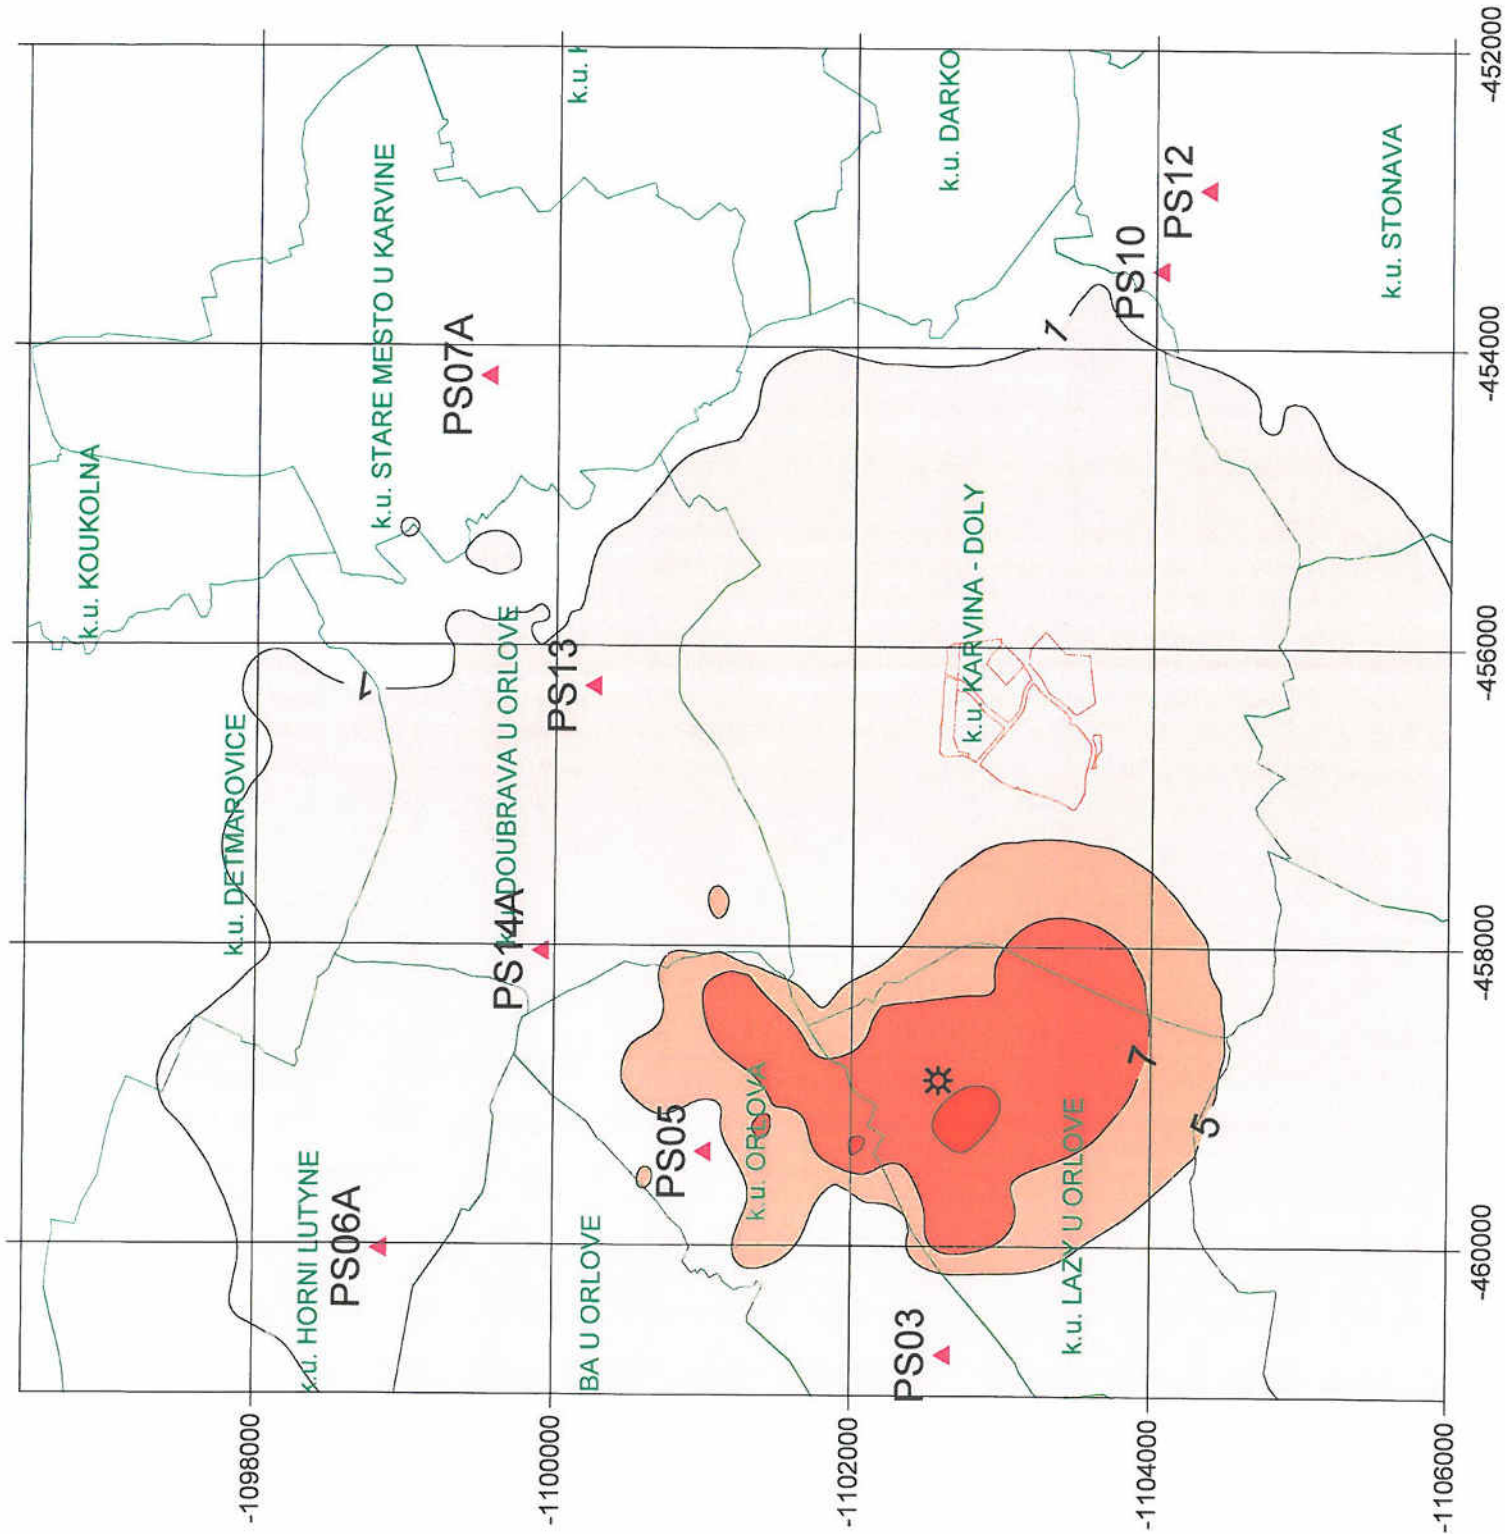 k.u. KOUKOLNA
k.u. DETMAROVICE
-1098000
k.u. HORNI LUTYNE
PS06A
1
k.u. STARE MESTO U KARVINE
PS07A
PS14A
k.u. DOUBRAVA U ORLOVE
-1100000
PS13
k.u.
BA U ORLOVE
PS05
k.u. ORLOVA
-1102000
PS03
k.u. DARKO
k.u. KARVINA - DOLY
1
k.u. LAZY U ORLOVE
PS10
7
-1104000
PS12
5
k.u. STONAVA
-1106000
-460000
-458000
-456000
-454000
-452000